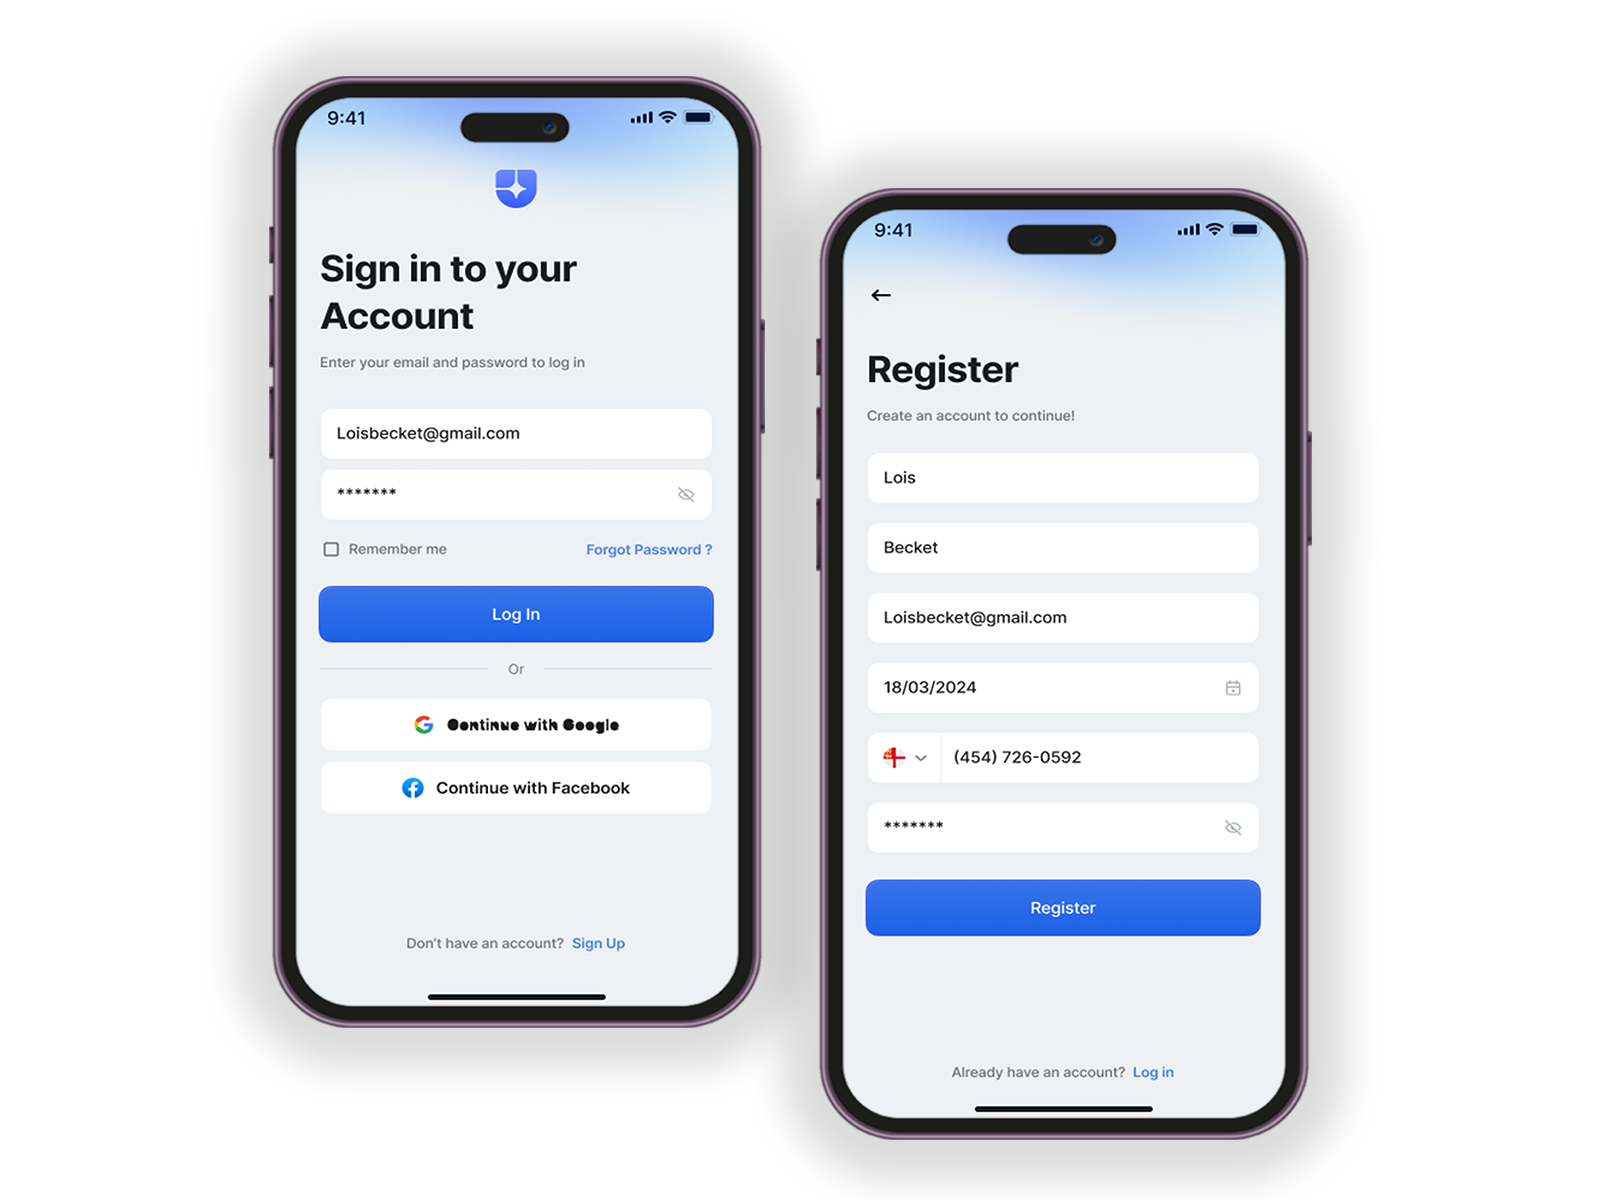 9:41
Sign in to your
Account
Enter your email and password to log in
Loisbecket@gmail.com
*******
Remember me
Forgot Password ?
Log In
Or
Continue with Google
Continue with Facebook
Don't have an account? Sign Up
9:41
Register
Create an account to continue!
Lois
Becket
Loisbecket@gmail.com
18/03/2024
(454) 726-0592
*******
Register
Already have an account? Log in